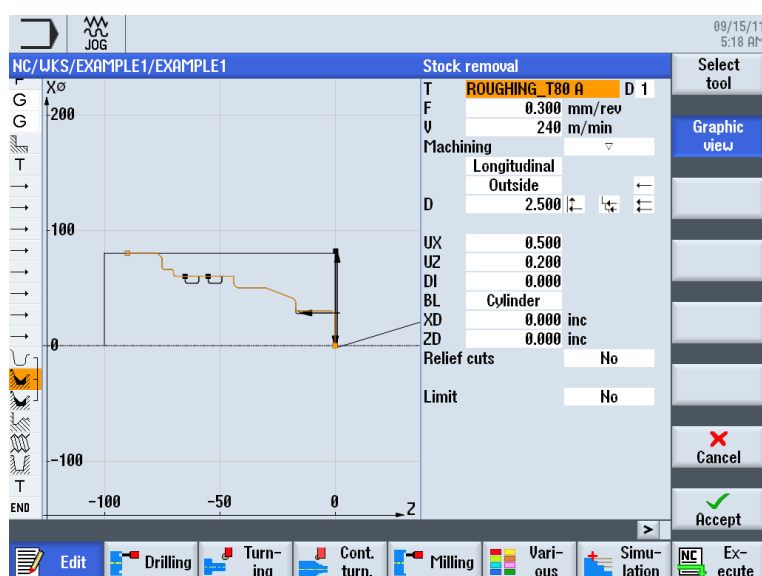 JOG
09/15/11
5:18 AM
NC/WKS/EXAMPLE1/EXAMPLE1
Stock removal
Select tool
Graphic view
Cancel
Accept
F
G
G
T
T
END
XØ
200
100
0
-100
-100
-50
0
Z
T ROUGHING_T80 A D 1
F 0.300 mm/rev
V 240 m/min
Machining ▽
Longitudinal
Outside ←
D 2.500
UX 0.500
UZ 0.200
DI 0.000
BL Cylinder
XD 0.000 inc
ZD 0.000 inc
Relief cuts No
Limit No
>
Edit
Drilling
Turn-
ing
Cont.
turn.
Milling
Vari-
ous
Simu-
lation
NC
Ex-
ecute